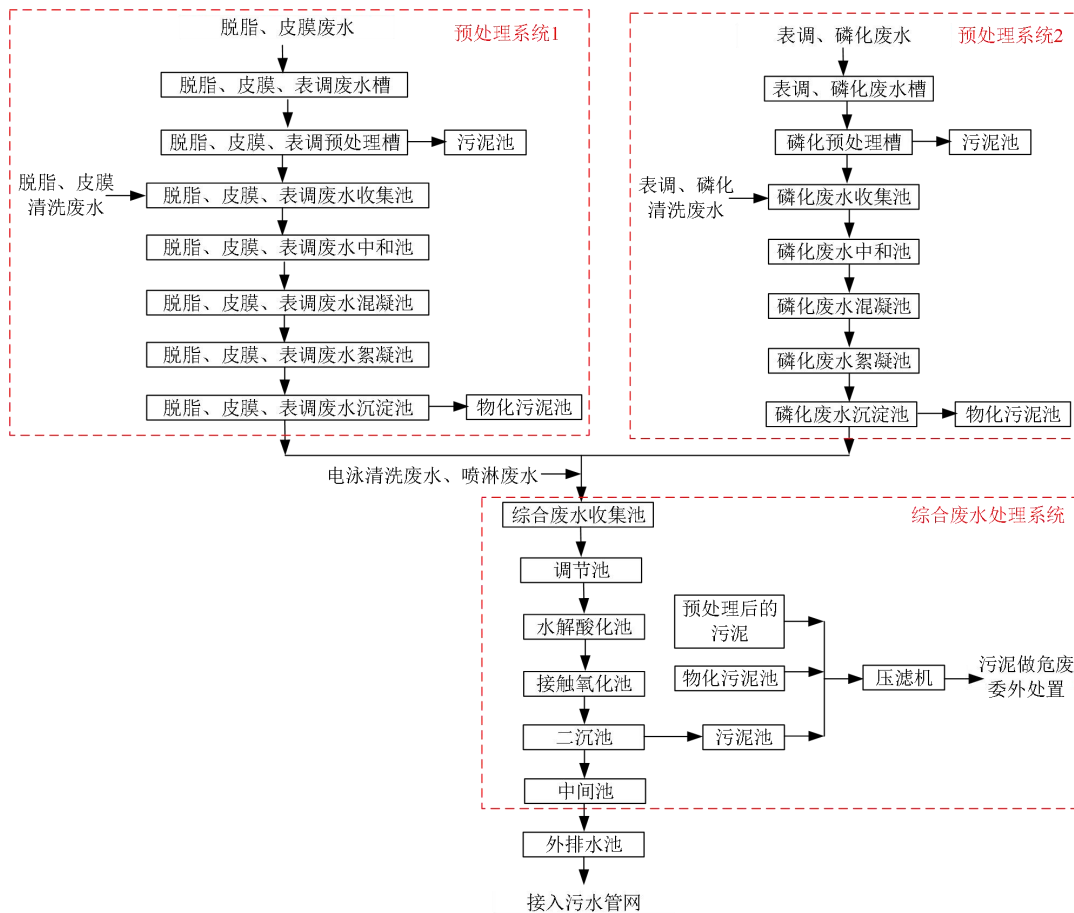 脱脂、皮膜废水
预处理系统1
脱脂、皮膜、表调废水槽
脱脂、皮膜、表调预处理槽
污泥池
脱脂、皮膜
清洗废水
脱脂、皮膜、表调废水收集池
脱脂、皮膜、表调废水中和池
脱脂、皮膜、表调废水混凝池
脱脂、皮膜、表调废水絮凝池
脱脂、皮膜、表调废水沉淀池
物化污泥池
表调、磷化废水
预处理系统2
表调、磷化废水槽
磷化预处理槽
污泥池
表调、磷化
清洗废水
磷化废水收集池
磷化废水中和池
磷化废水混凝池
磷化废水絮凝池
磷化废水沉淀池
物化污泥池
电泳清洗废水、喷淋废水
综合废水收集池
综合废水处理系统
调节池
水解酸化池
接触氧化池
二沉池
中间池
外排水池
接入污水管网
预处理后的
污泥
物化污泥池
污泥池
压滤机
污泥做危废
委外处置